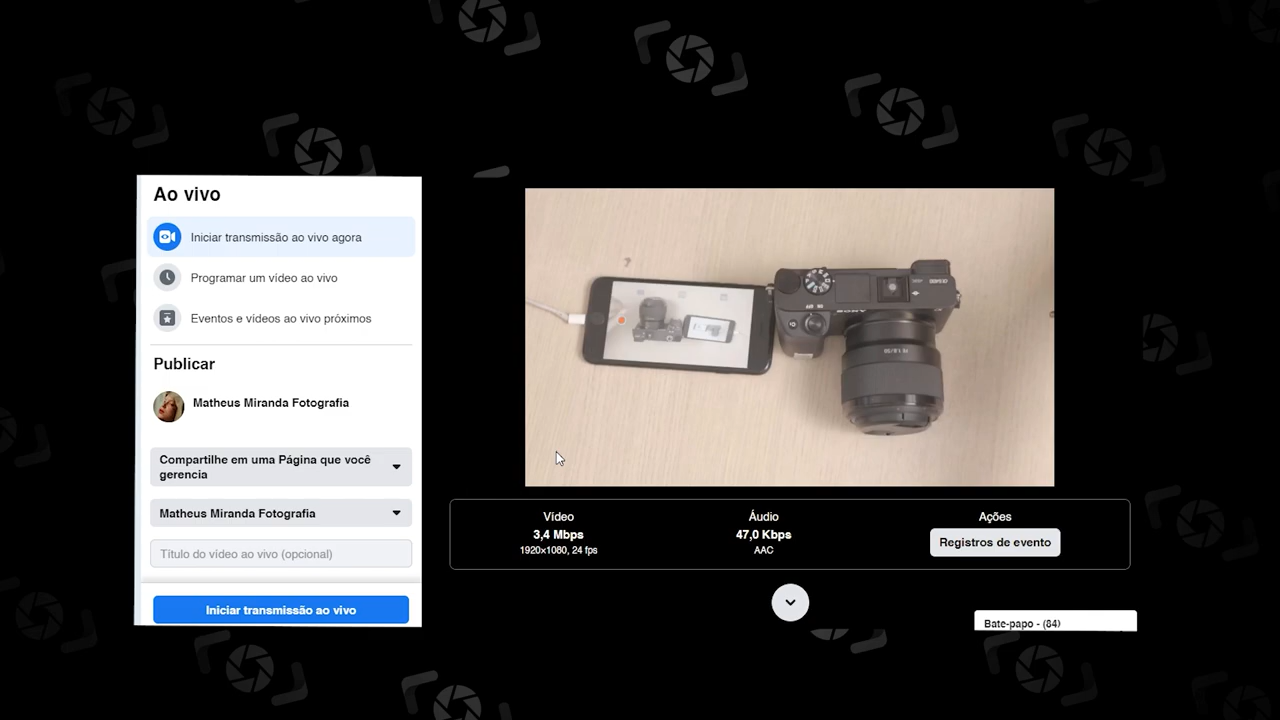 Ao vivo
Iniciar transmissão ao vivo agora
Programar um vídeo ao vivo
Eventos e vídeos ao vivo próximos
Publicar
Matheus Miranda Fotografia
Compartilhe em uma Página que você
gerencia
Matheus Miranda Fotografia
Título do vídeo ao vivo (opcional)
Iniciar transmissão ao vivo
SONY
Vídeo
3,4 Mbps
1920×1080, 24 fps
Áudio
47,0 Kbps
AAC
Ações
Registros de evento
Bate-papo - (84)